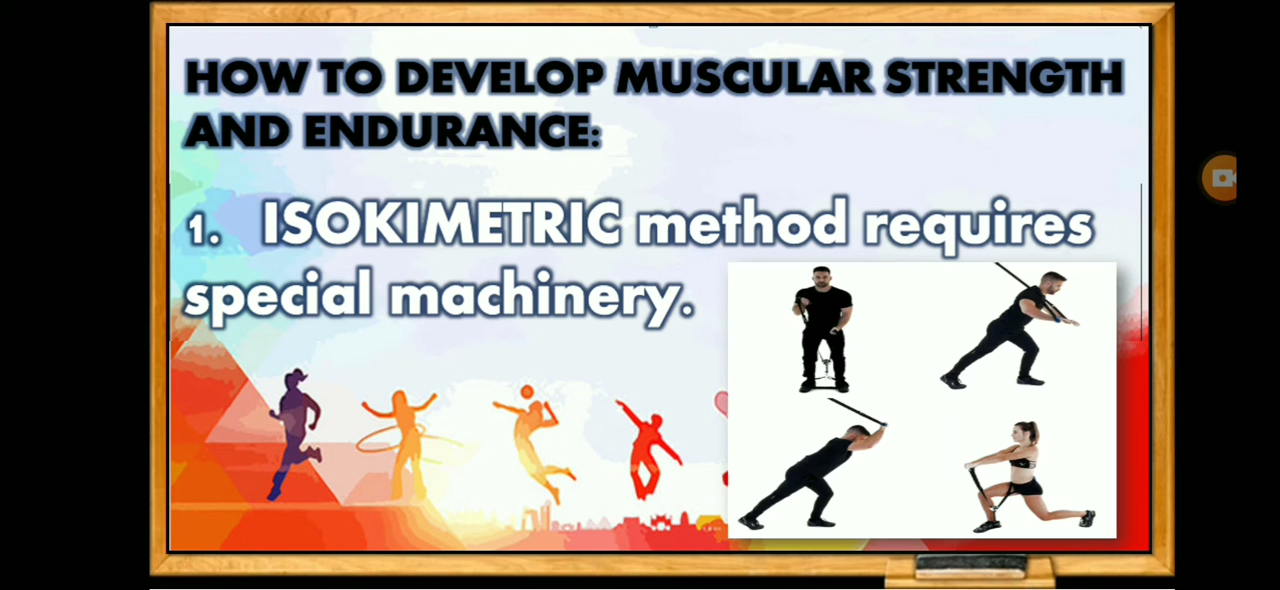 HOW TO DEVELOP MUSCULAR STRENGTH
AND ENDURANCE:
1. ISOKIMETRIC method requires
special machinery.